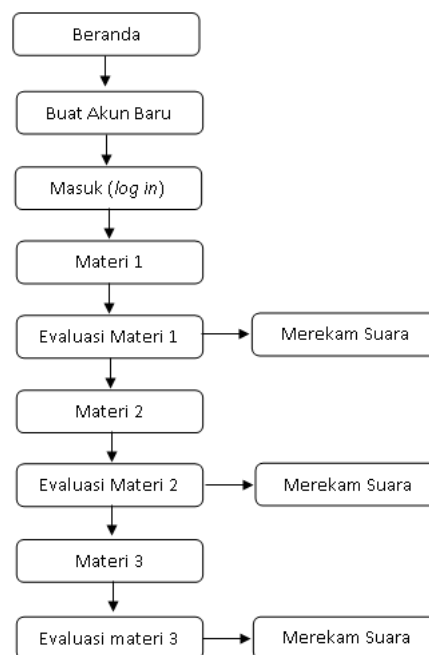 Beranda
Buat Akun Baru
Masuk (log in)
Materi 1
Evaluasi Materi 1
Merekam Suara
Materi 2
Evaluasi Materi 2
Merekam Suara
Materi 3
Evaluasi materi 3
Merekam Suara